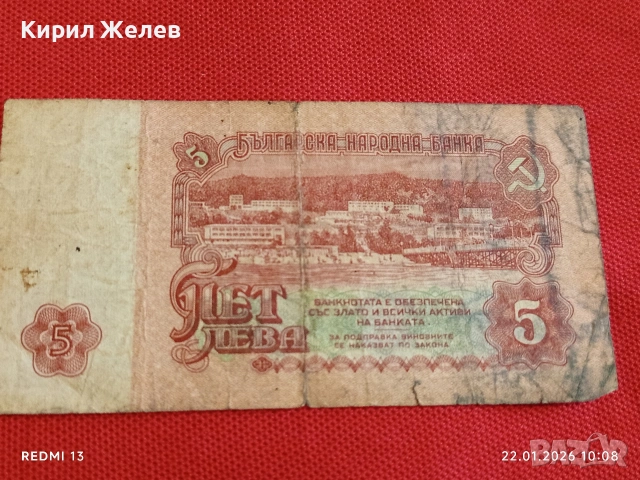 Кирил Желев
5
БЪЛГАРСКА НАРОДНА БАНКА
ПЕТ
ЛЕВА
БАНКНОТАТА Е ОБЕЗПЕЧЕНА
СЪС ЗЛАТО И ВСИЧКИ АКТИВИ
НА БАНКАТА
ЗА ПОДПРАВКА ВИНОВНИТЕ
СЕ НАКАЗВАТ ПО ЗАКОНА.
5
5
REDMI 13
22.01.2026 10:08
BAZAR